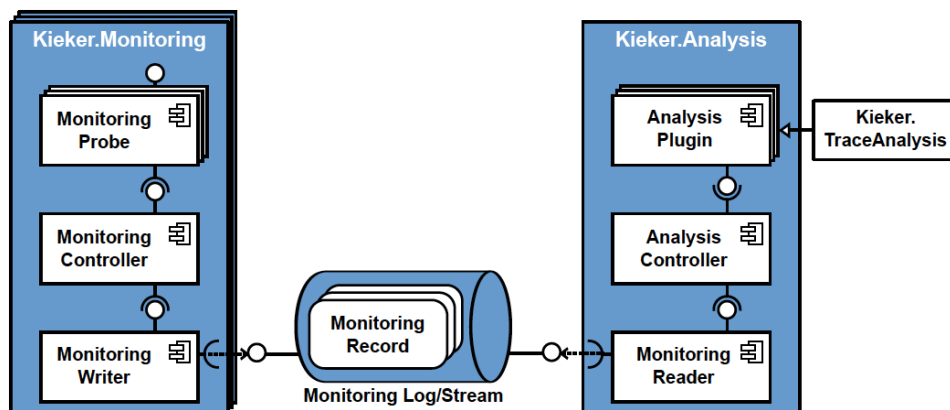 Kieker.Monitoring
Monitoring
Probe
Monitoring
Controller
Monitoring
Writer
Monitoring
Record
Monitoring Log/Stream
Kieker.Analysis
Analysis
Plugin
Analysis
Controller
Monitoring
Reader
Kieker.
TraceAnalysis